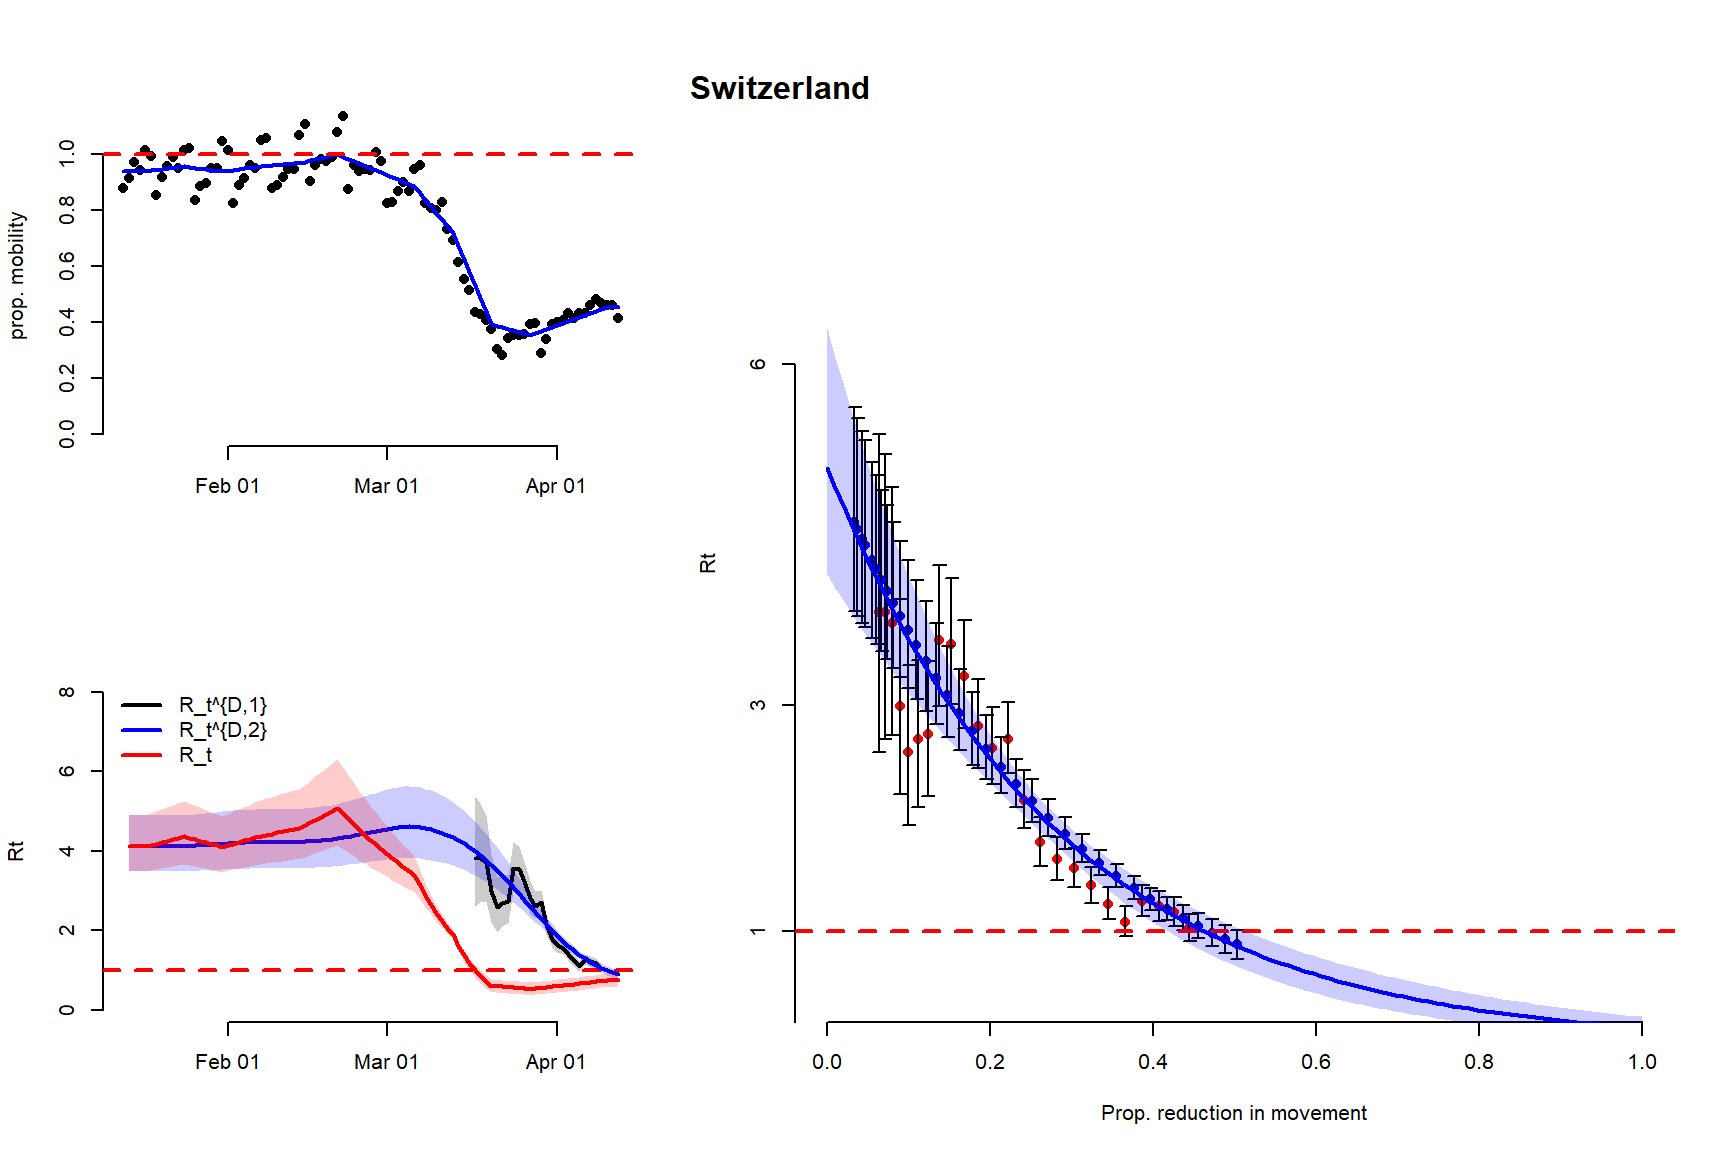 Switzerland
prop. mobility
1.0
0.8
0.6
0.4
0.2
0.0
Feb 01 Mar 01 Apr 01
Rt
8
6
4
2
0
R_t^{D,1}
R_t^{D,2}
R_t
Feb 01 Mar 01 Apr 01
Rt
6
3
1
0.0 0.2 0.4 0.6 0.8 1.0
Prop. reduction in movement